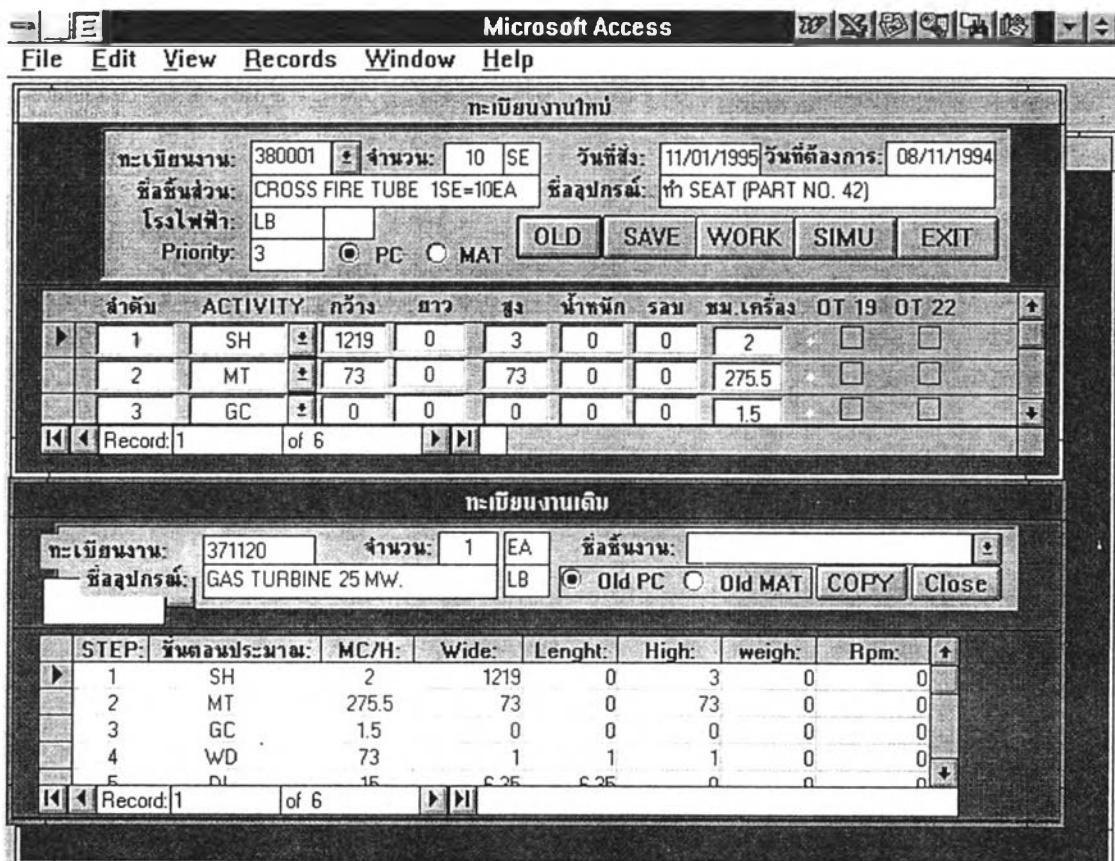 Microsoft Access
File Edit View Records Window Help
ทะเบียนงานใหม่
ทะเบียนงาน: 380001 จำนวน: 10 SE วันที่สั่ง: 11/01/1995 วันที่ต้องการ: 08/11/1994
ชื่อชิ้นส่วน: CROSS FIRE TUBE 1SE=10EA ชื่ออุปกรณ์: ทำ SEAT (PART NO. 42)
โรงไฟฟ้า: LB
Priority: 3 PC MAT OLD SAVE WORK SIMU EXIT
ลำดับ ACTIVITY กว้าง ยาว สูง น้ำหนัก รอบ ชม.เครื่อง OT 19 OT 22
1 SH 1219 0 3 0 0 2
2 MT 73 0 73 0 0 275.5
3 GC 0 0 0 0 0 1.5
Record: 1 of 6
ทะเบียนงานเดิม
ทะเบียนงาน: 371120 จำนวน: 1 EA ชื่อชิ้นงาน:
ชื่ออุปกรณ์: GAS TURBINE 25 MW. LB Old PC Old MAT COPY Close
STEP: ขั้นตอนประมาณ: MC/H: Wide: Lenght: High: weigh: Rpm:
1 SH 2 1219 0 3 0 0
2 MT 275.5 73 0 73 0 0
3 GC 1.5 0 0 0 0 0
4 WD 73 1 1 1 0 0
Record: 1 of 6